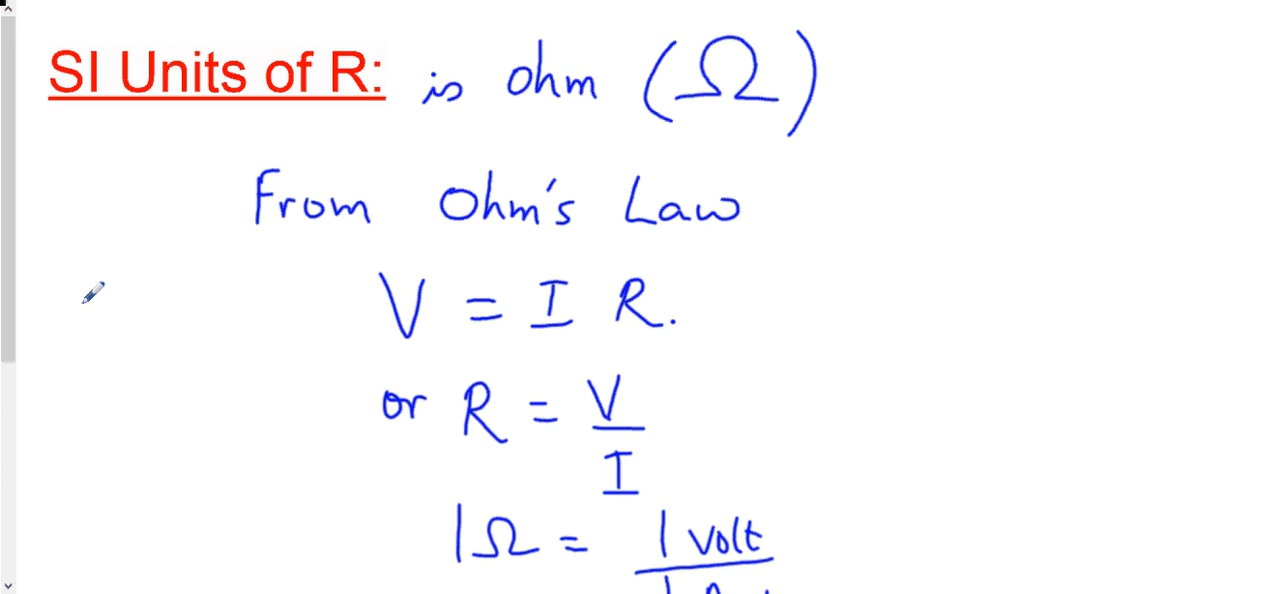 SI Units of R: is ohm (Ω)
From Ohm's Law
V = I R.
or R = V
I
1Ω = 1 volt